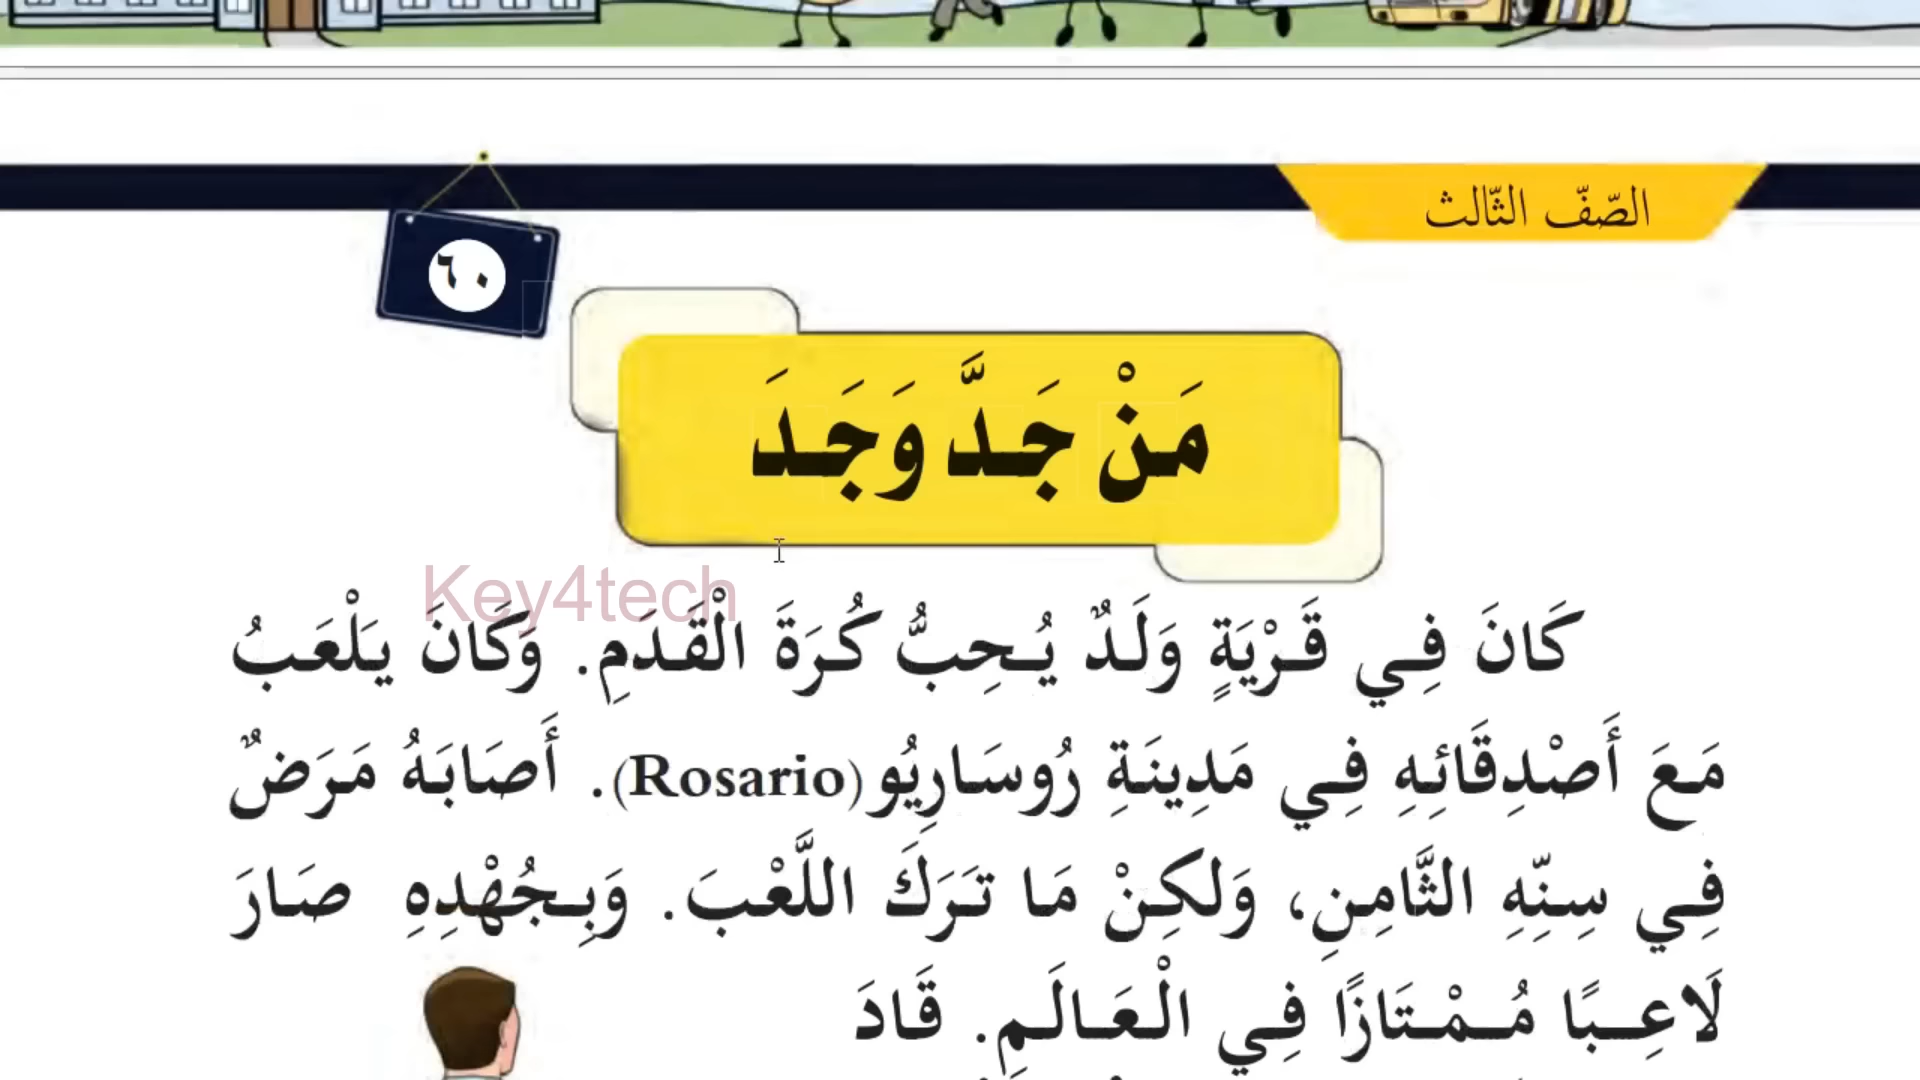 الصّفّ الثّالث
٦٠
مَنْ جَدَّ وَجَدَ
Key4tech
كَانَ فِي قَرْيَةٍ وَلَدٌ يُحِبُّ كُرَةَ الْقَدَمِ. وَكَانَ يَلْعَبُ
مَعَ أَصْدِقَائِهِ فِي مَدِينَةِ رُوسَارِيُو (Rosario). أَصَابَهُ مَرَضٌ
فِي سِنِّهِ الثَّامِنِ، وَلكِنْ مَا تَرَكَ اللَّعْبَ. وَبِجُهْدِهِ صَارَ
لَاعِبًا مُمْتَازًا فِي الْعَالَمِ. قَادَ